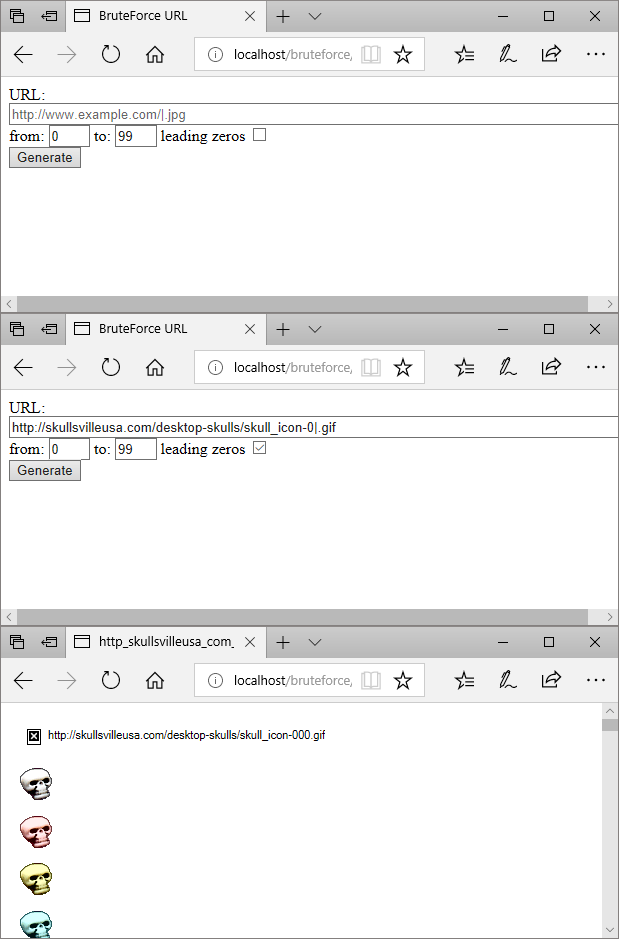 BruteForce URL
localhost/bruteforce/
URL:
http://www.example.com/|.jpg
from: 0 to: 99 leading zeros
Generate
BruteForce URL
localhost/bruteforce/
URL:
http://skullsvilleusa.com/desktop-skulls/skull_icon-0|.gif
from: 0 to: 99 leading zeros
Generate
http_skullsvilleusa_com_
localhost/bruteforce/
http://skullsvilleusa.com/desktop-skulls/skull_icon-000.gif